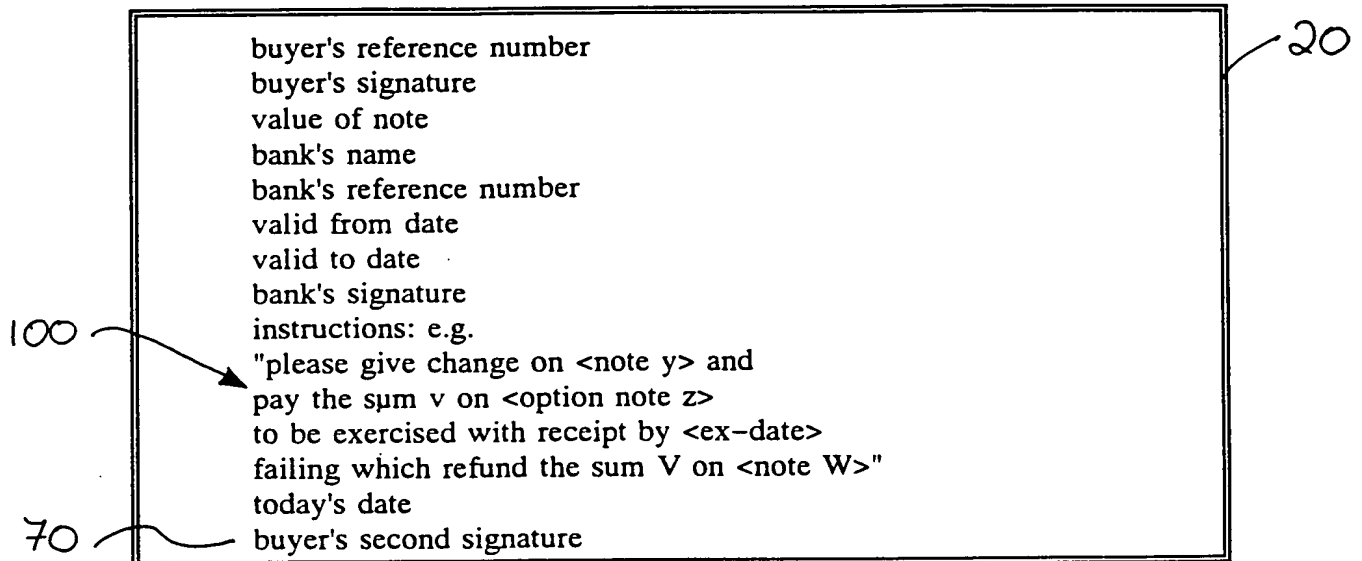 buyer's reference number
20
buyer's signature
value of note
bank's name
bank's reference number
valid from date
valid to date
bank's signature
100
instructions: e.g.
"please give change on <note y> and
pay the sum v on <option note z>
to be exercised with receipt by <ex-date>
failing which refund the sum V on <note W>"
today's date
70
buyer's second signature